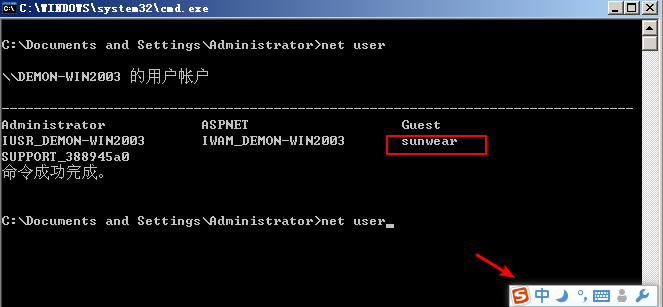 C:\WINDOWS\system32\cmd.exe
C:\Documents and Settings\Administrator>net user
\\DEMON-WIN2003 的用户帐户
-------------------------------------------------------------------------------
Administrator ASPNET Guest
IUSR_DEMON-WIN2003 IWAM_DEMON-WIN2003 sunwear
SUPPORT_388945a0
命令成功完成。
C:\Documents and Settings\Administrator>net user_
S 中